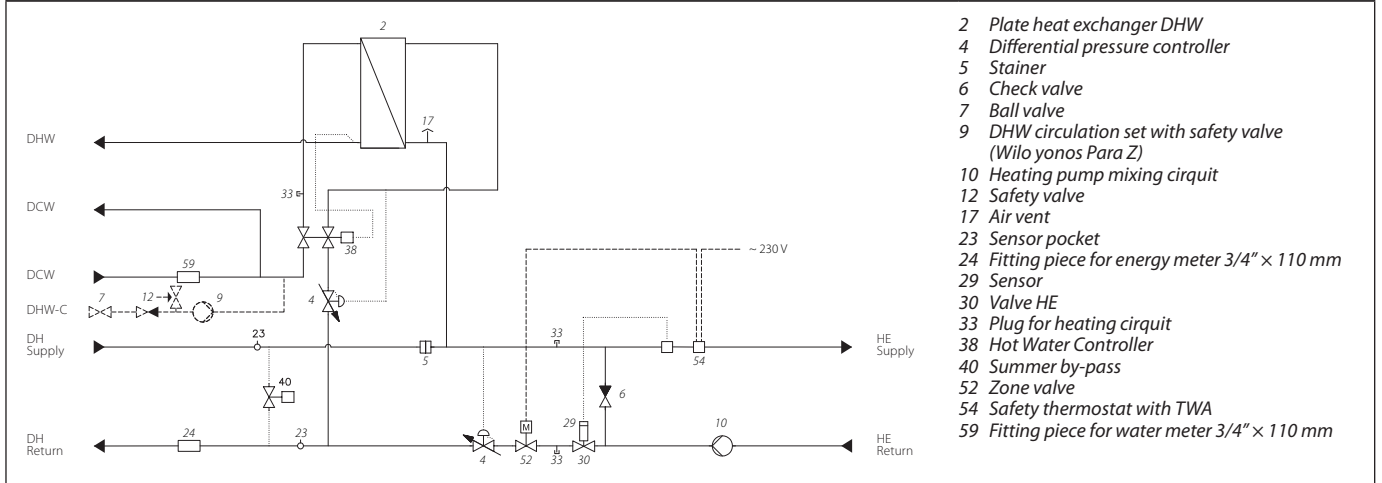 2
17
DHW
33
DCW
38
DCW
59
~ 230 V
DHW-C
7
12
9
4
DH
Supply
23
5
33
54
HE
Supply
40
6
29
M
DH
Return
24
23
4
52
33
30
10
HE
Return
2 Plate heat exchanger DHW
4 Differential pressure controller
5 Stainer
6 Check valve
7 Ball valve
9 DHW circulation set with safety valve
(Wilo yonos Para Z)
10 Heating pump mixing cirquit
12 Safety valve
17 Air vent
23 Sensor pocket
24 Fitting piece for energy meter 3/4” × 110 mm
29 Sensor
30 Valve HE
33 Plug for heating cirquit
38 Hot Water Controller
40 Summer by-pass
52 Zone valve
54 Safety thermostat with TWA
59 Fitting piece for water meter 3/4” × 110 mm